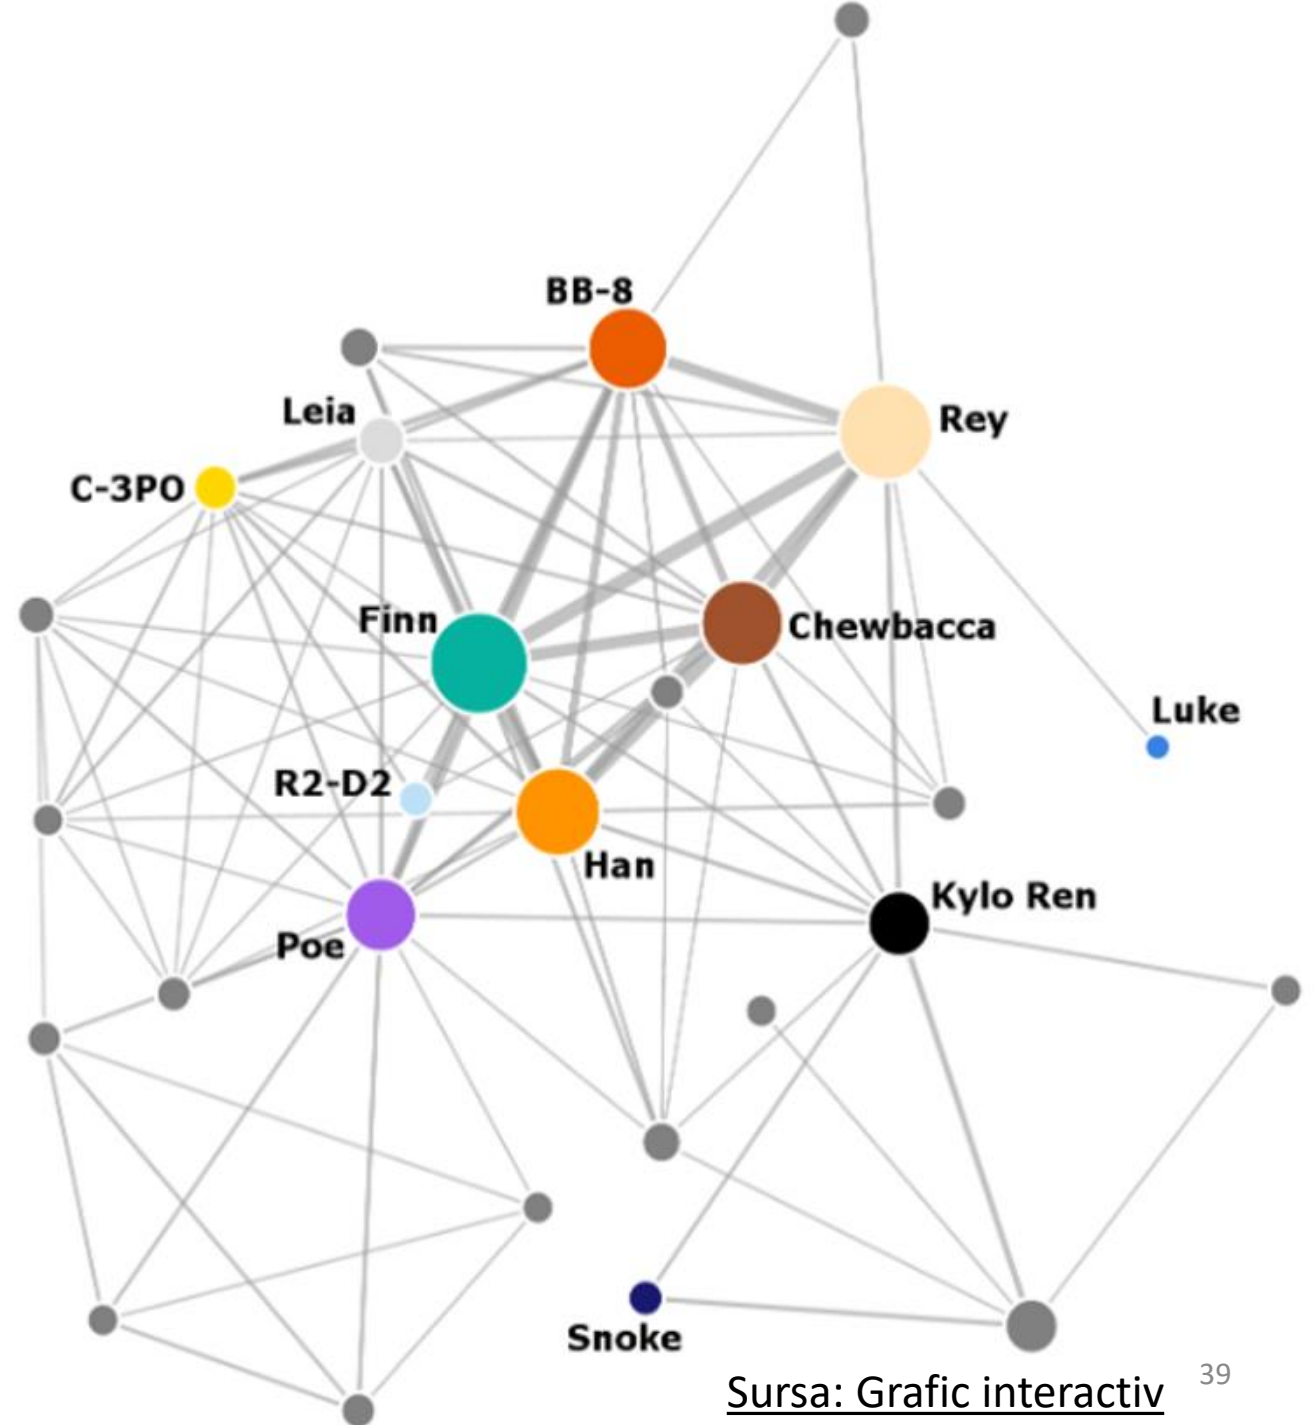 BB-8
Leia
Rey
C-3PO
Finn
Chewbacca
Luke
R2-D2
Han
Kylo Ren
Poe
Snoke
Sursa: Grafic interactiv
39